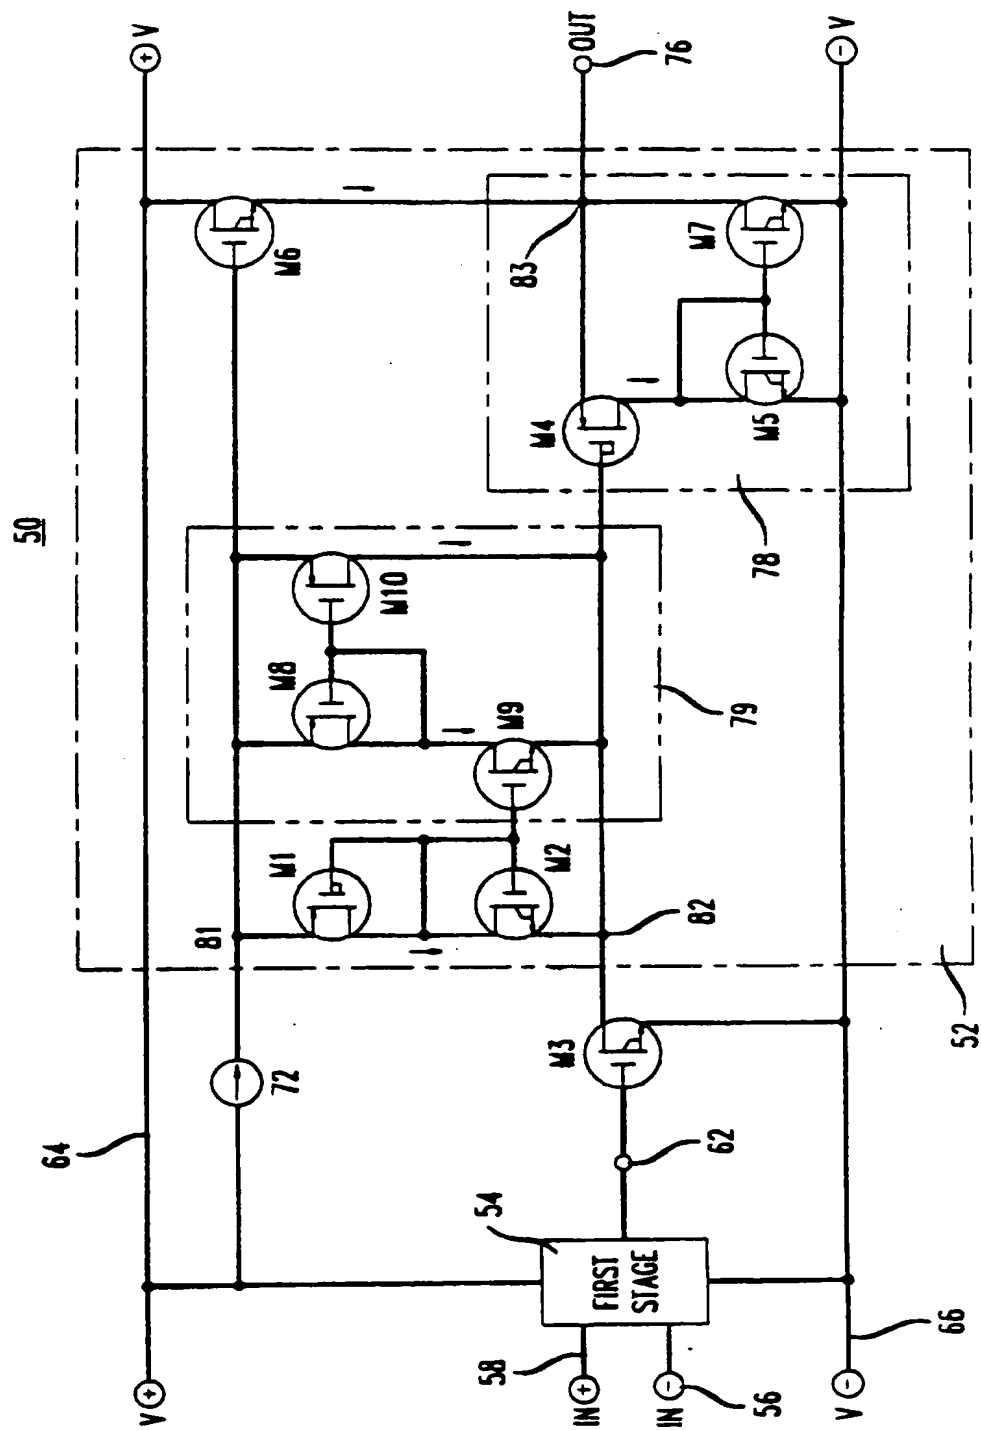 50
V +
64
+ V
72
81
M1
M8
M10
M6
M2
M9
79
82
M3
62
54
FIRST
STAGE
58
IN +
IN -
56
M4
83
OUT
76
M5
M7
78
52
V -
66
- V